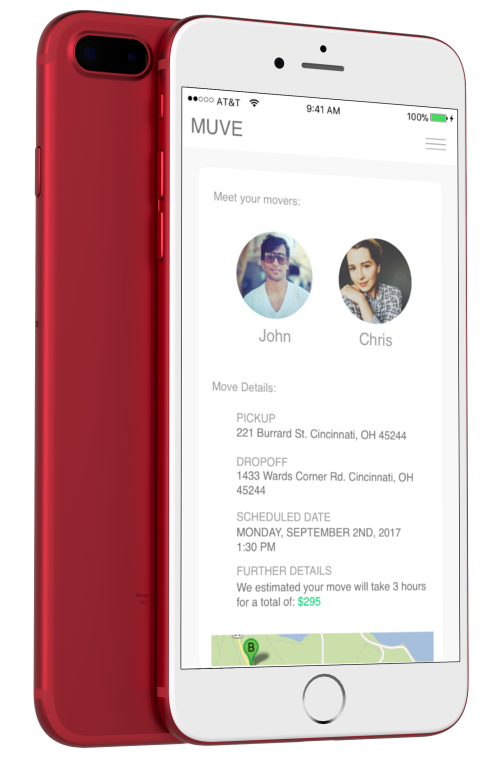 AT&T 9:41 AM 100%
MUVE
Meet your movers:
John Chris
Move Details:
PICKUP
221 Burrard St. Cincinnati, OH 45244
DROPOFF
1433 Wards Corner Rd. Cincinnati, OH
45244
SCHEDULED DATE
MONDAY, SEPTEMBER 2ND, 2017
1:30 PM
FURTHER DETAILS
We estimated your move will take 3 hours
for a total of: $295
B